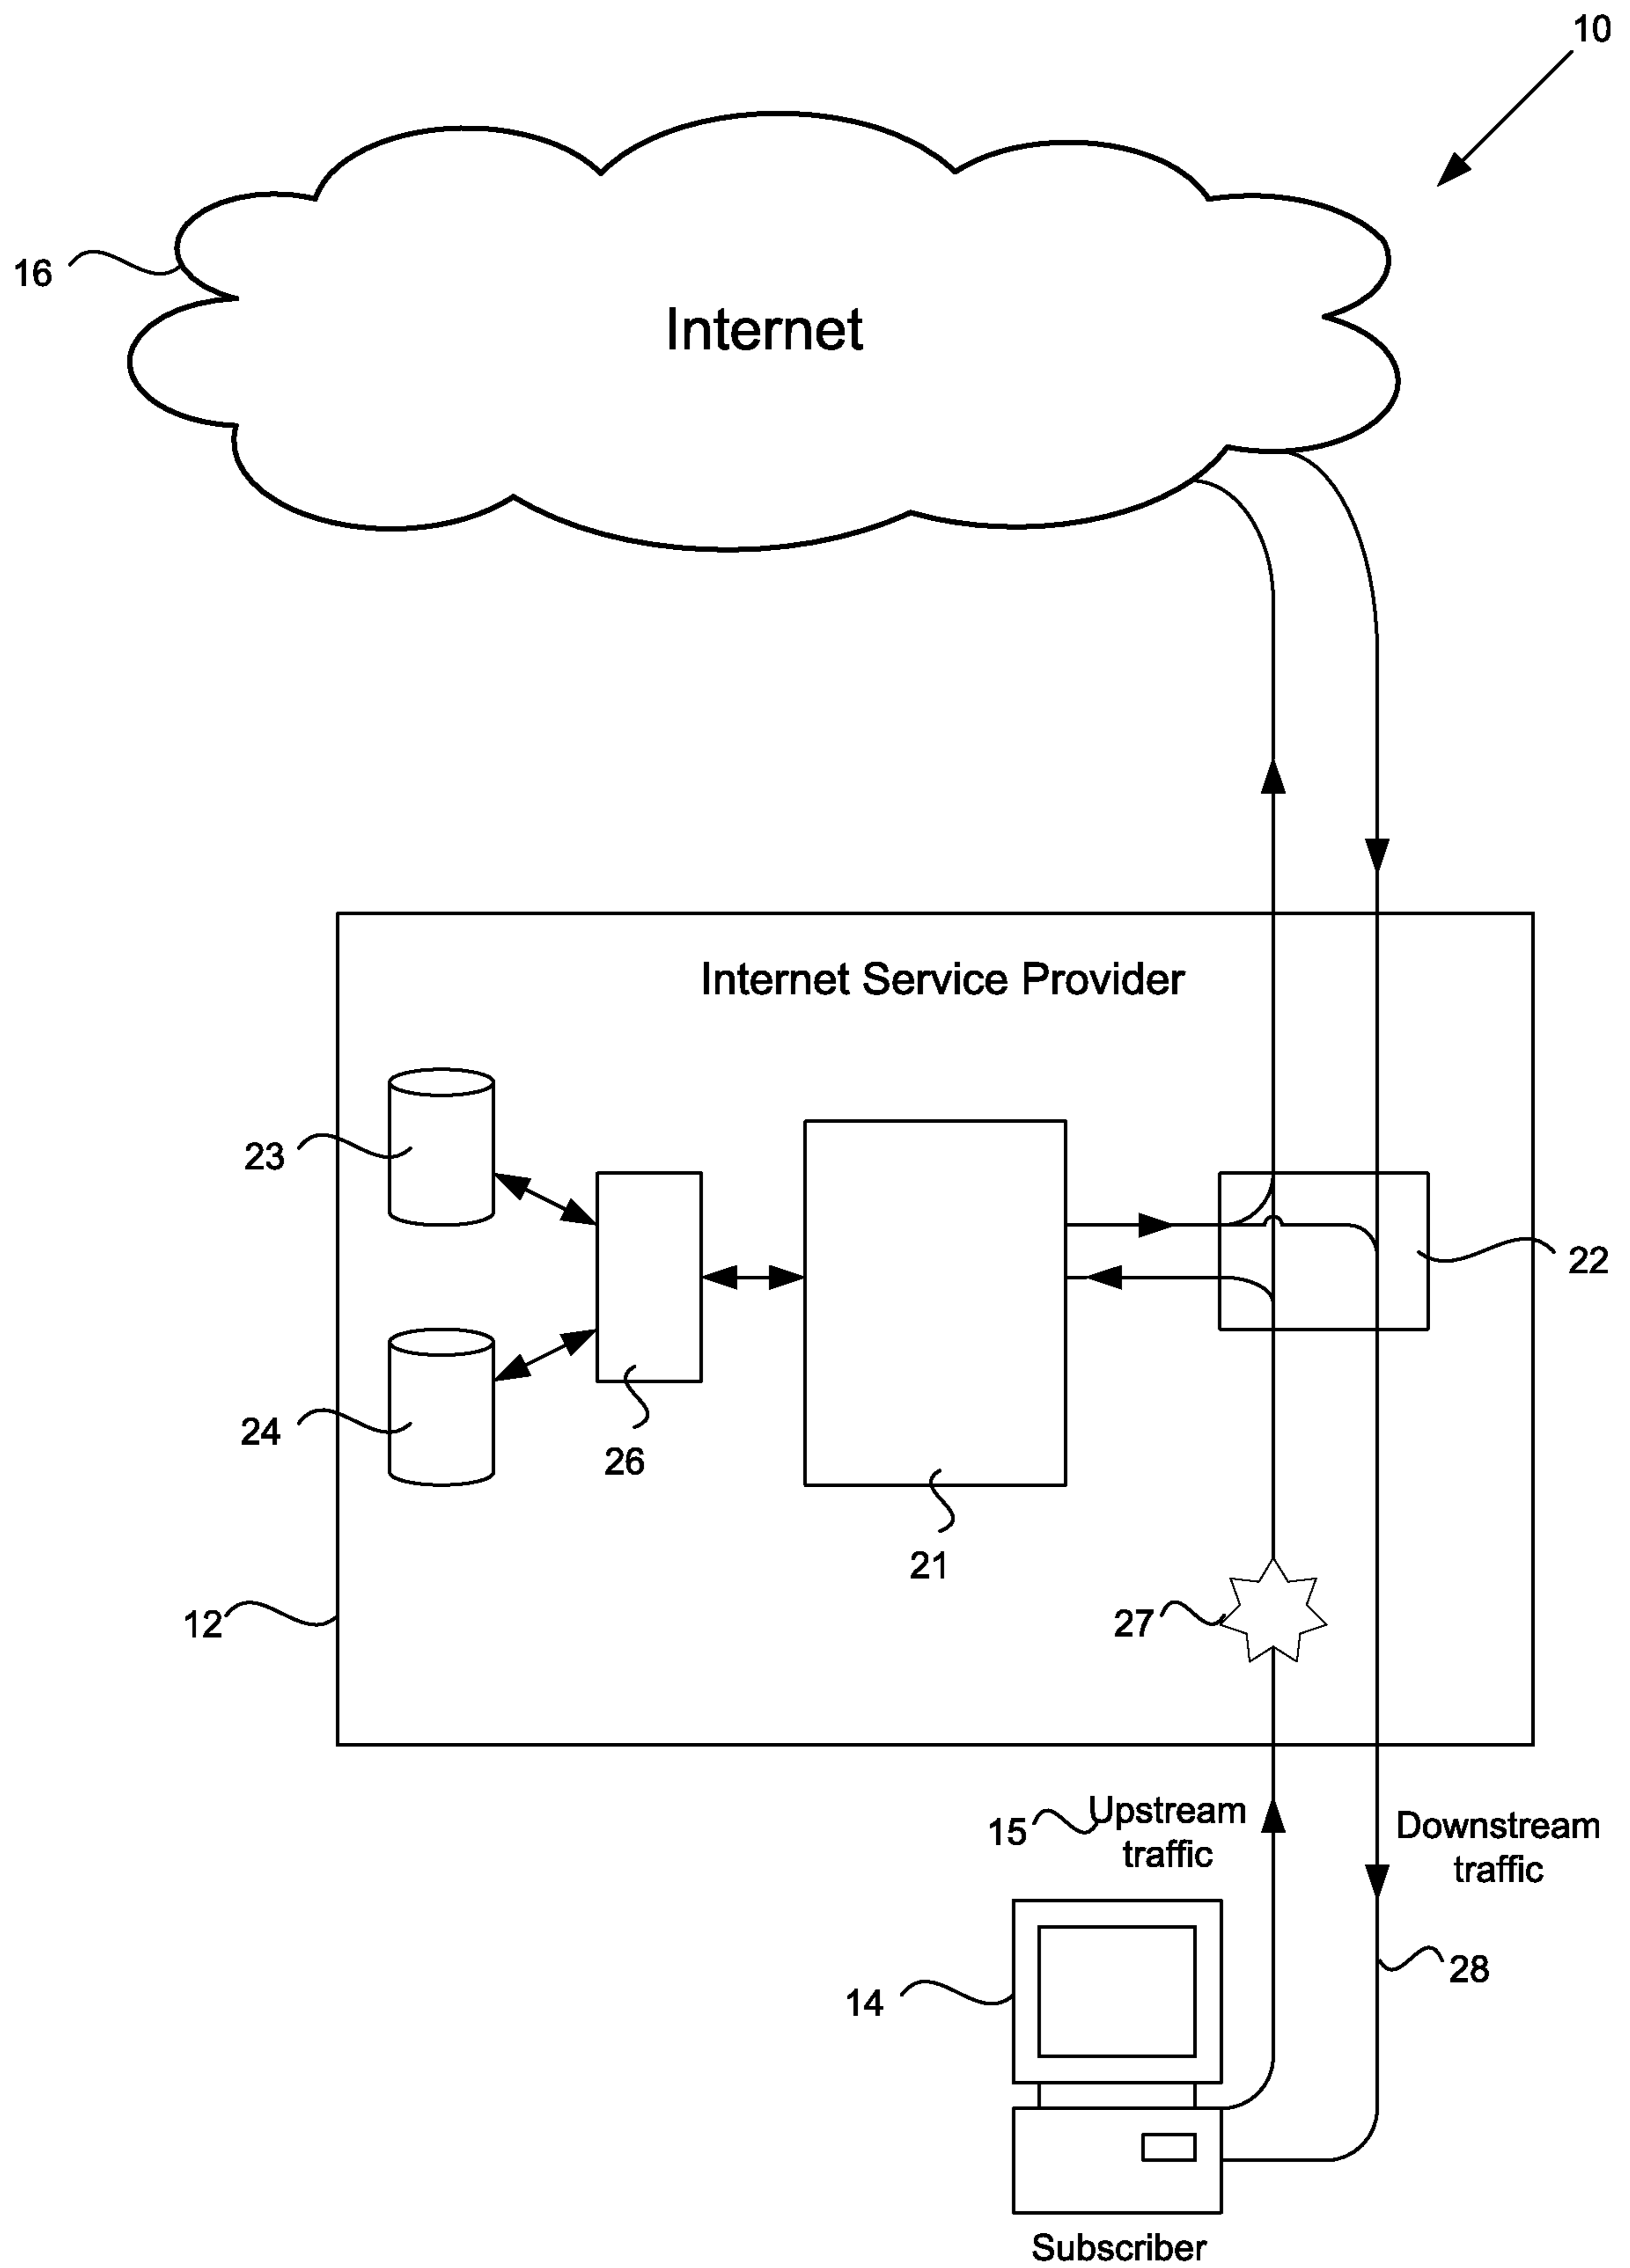 10
16
Internet
Internet Service Provider
23
22
24
26
21
12
27
15
Upstream
traffic
Downstream
traffic
28
14
Subscriber